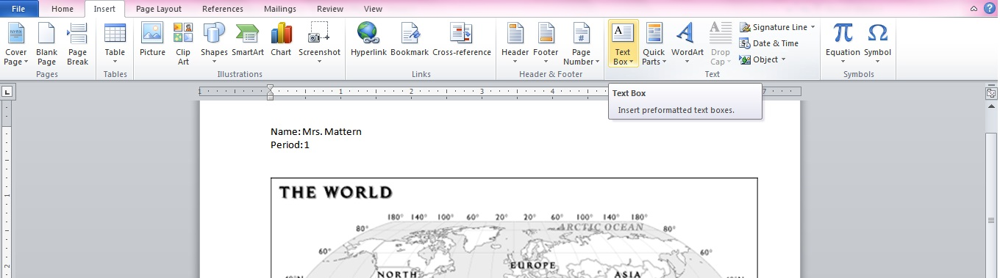 File Home Insert Page Layout References Mailings Review View
Cover Page Blank Page Page Break
Pages
Table
Tables
Picture Clip Art Shapes SmartArt Chart Screenshot
Illustrations
Hyperlink Bookmark Cross-reference
Links
Header Footer Page Number
Header & Footer
Text Box Quick Parts WordArt Drop Cap
Signature Line
Date & Time
Object
Text
Equation Symbol
Symbols
1 1 2 3 4 7
Text Box
Insert preformatted text boxes.
Name: Mrs. Mattern
Period: 1
THE WORLD
180° 140° 100° 60° 20° 20° 60° 100° 140° 180°
80° ARCTIC OCEAN 80°
60° 60°
EUROPE
NORTH ASIA